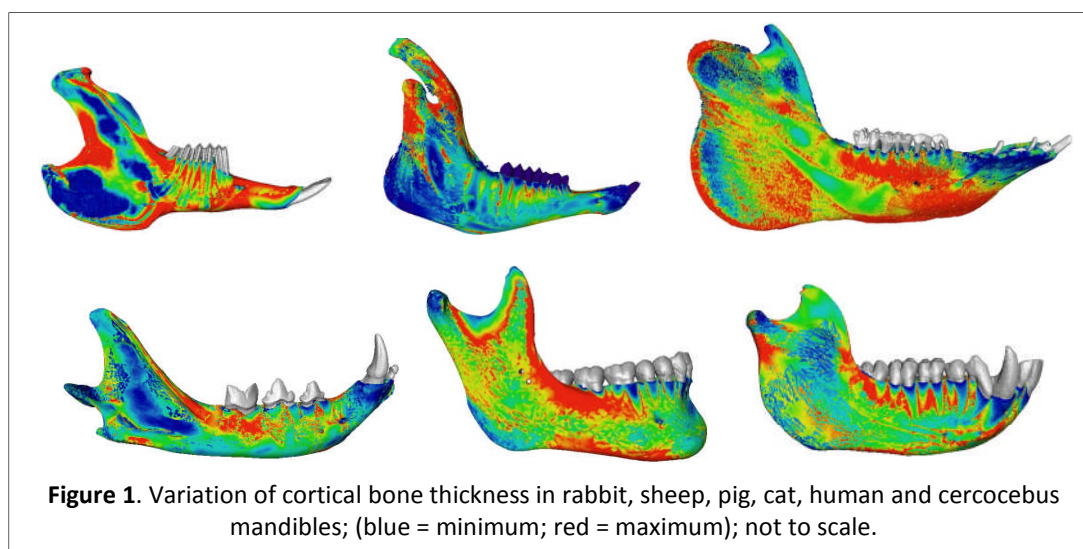 Figure 1. Variation of cortical bone thickness in rabbit, sheep, pig, cat, human and cercocebus
mandibles; (blue = minimum; red = maximum); not to scale.